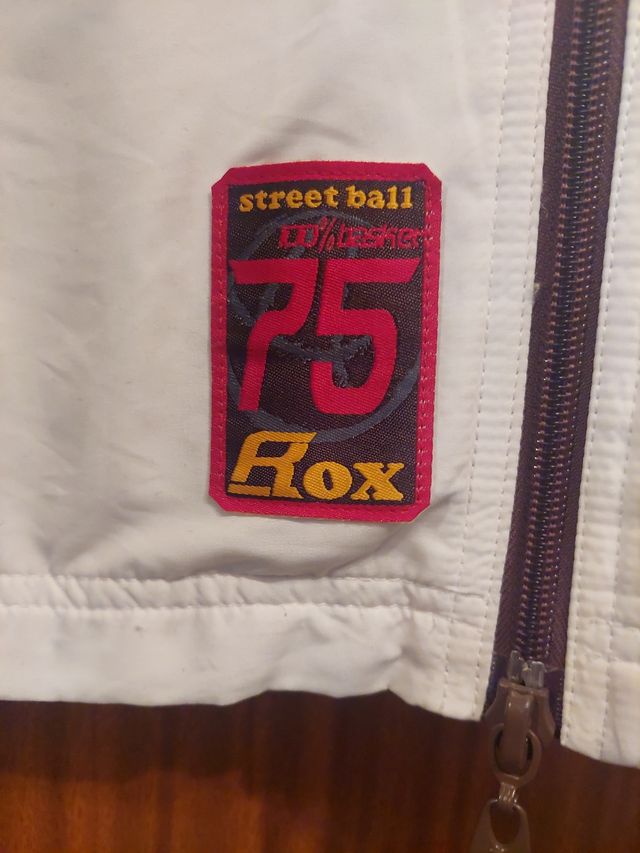 street ball
100% basket
75
Rox